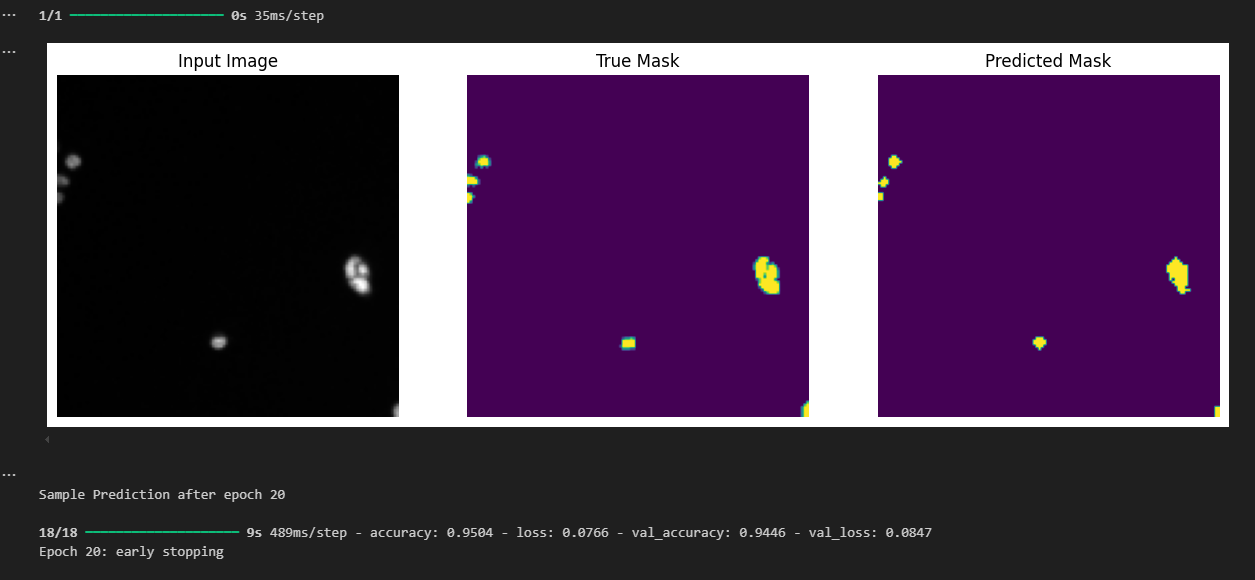 1/1 ━━━━━━━━━━━━━━━━━━━━ 0s 35ms/step
Input Image
True Mask
Predicted Mask
Sample Prediction after epoch 20
18/18 ━━━━━━━━━━━━━━━━━━━━ 9s 489ms/step - accuracy: 0.9504 - loss: 0.0766 - val_accuracy: 0.9446 - val_loss: 0.0847
Epoch 20: early stopping